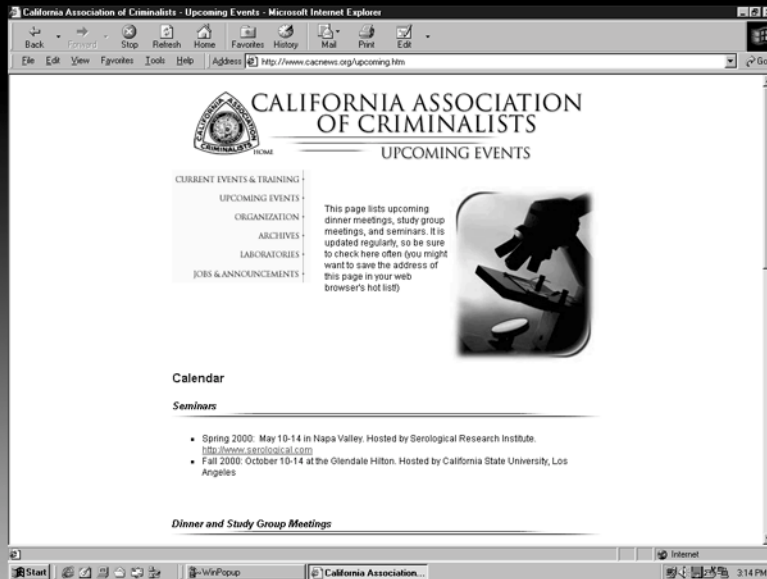 California Association of Criminalists - Upcoming Events - Microsoft Internet Explorer
Back Forward Stop Refresh Home Favorites History Mail Print Edit
File Edit View Favorites Tools Help Address http://www.cacnews.org/upcoming.htm Go
CALIFORNIA ASSOCIATION
OF CRIMINALISTS
CALIFORNIA ASSOCIATION CRIMINALISTS
HOME
UPCOMING EVENTS
CURRENT EVENTS & TRAINING
UPCOMING EVENTS
ORGANIZATION
ARCHIVES
LABORATORIES
JOBS & ANNOUNCEMENTS
This page lists upcoming
dinner meetings, study group
meetings, and seminars. It is
updated regularly, so be sure
to check here often (you might
want to save the address of
this page in your web
browser's hot list!)
Calendar
Seminars
Spring 2000: May 10-14 in Napa Valley. Hosted by Serological Research Institute.
http://www.serological.com
Fall 2000: October 10-14 at the Glendale Hilton. Hosted by California State University, Los
Angeles
Dinner and Study Group Meetings
Internet
Start WinPopup California Association... 3:14 PM